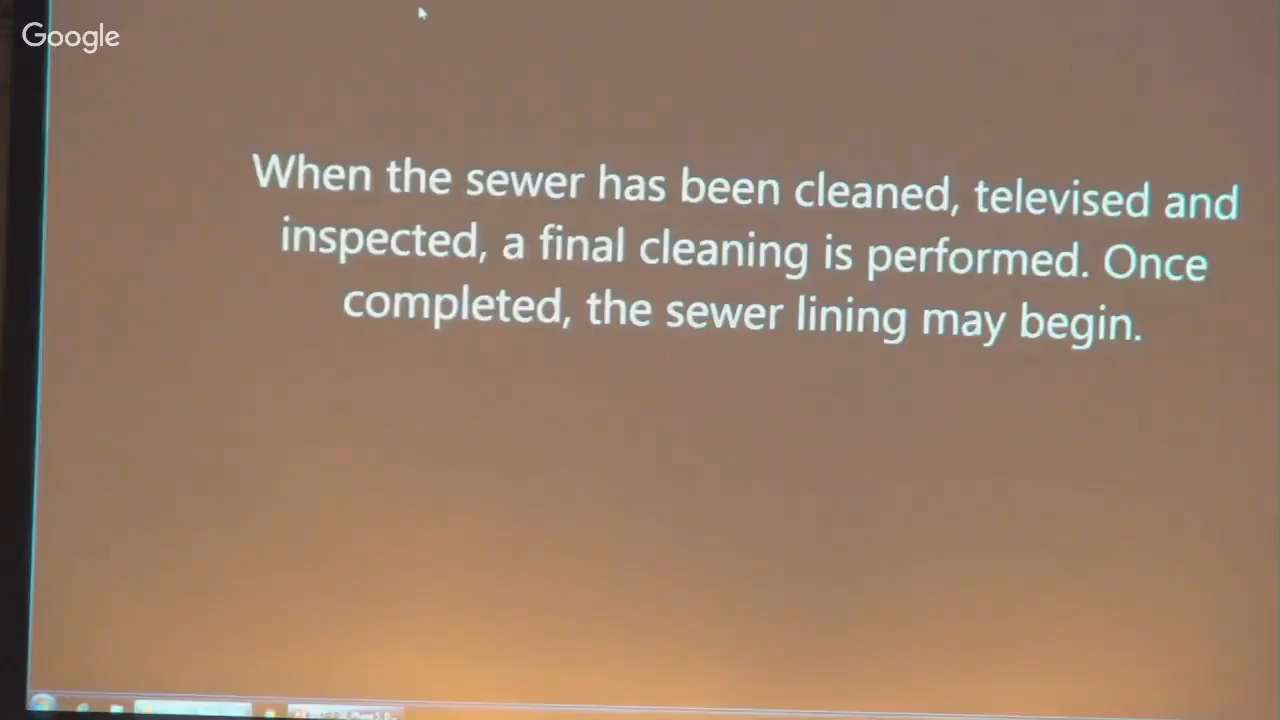 Google
When the sewer has been cleaned, televised and
inspected, a final cleaning is performed. Once
completed, the sewer lining may begin.